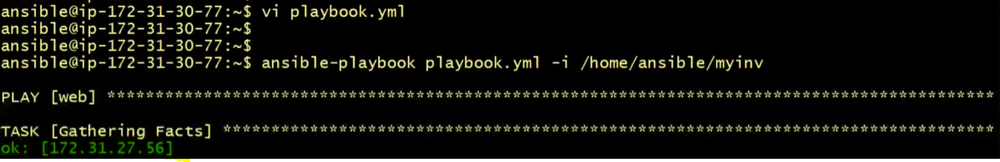 ansible@ip-172-31-30-77:~$ vi playbook.yml
ansible@ip-172-31-30-77:~$
ansible@ip-172-31-30-77:~$
ansible@ip-172-31-30-77:~$ ansible-playbook playbook.yml -i /home/ansible/myinv
PLAY [web] ********************************************************************************************
TASK [Gathering Facts] ********************************************************************************
ok: [172.31.27.56]